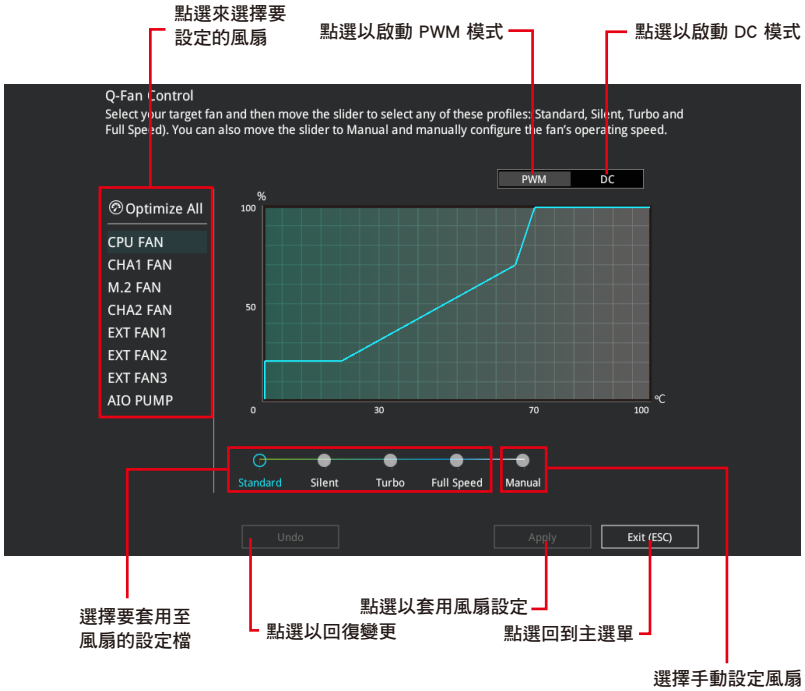 點選來選擇要
設定的風扇
點選以啟動 PWM 模式
點選以啟動 DC 模式
Q-Fan Control
Select your target fan and then move the slider to select any of these profiles: Standard, Silent, Turbo and
Full Speed). You can also move the slider to Manual and manually configure the fan's operating speed.
PWM
DC
Optimize All
CPU FAN
CHA1 FAN
M.2 FAN
CHA2 FAN
EXT FAN1
EXT FAN2
EXT FAN3
AIO PUMP
%
100
50
0
30
70
100
ºC
Standard
Silent
Turbo
Full Speed
Manual
Undo
Apply
Exit (ESC)
選擇要套用至
風扇的設定檔
點選以回復變更
點選以套用風扇設定
點選回到主選單
選擇手動設定風扇